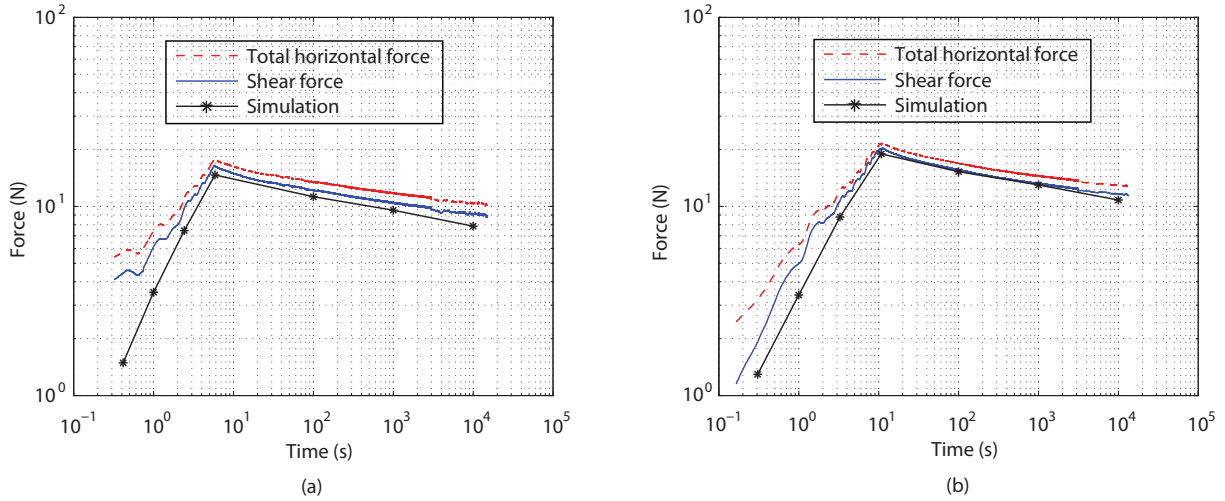 10²
Total horizontal force
Shear force
Simulation
Force (N)
10¹
10⁰
10⁻¹ 10⁰ 10¹ 10² 10³ 10⁴ 10⁵
Time (s)
(a)
10²
Total horizontal force
Shear force
Simulation
Force (N)
10¹
10⁰
10⁻¹ 10⁰ 10¹ 10² 10³ 10⁴ 10⁵
Time (s)
(b)